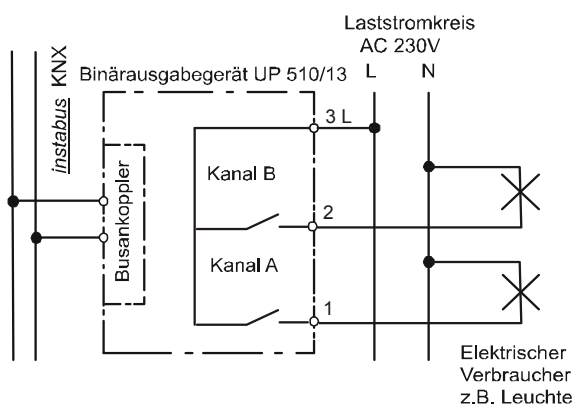 Laststromkreis
AC 230V
L N
Binärausgabegerät UP 510/13
instabus KNX
3 L
Busankoppler
Kanal B
2
Kanal A
1
Elektrischer
Verbraucher
z.B. Leuchte